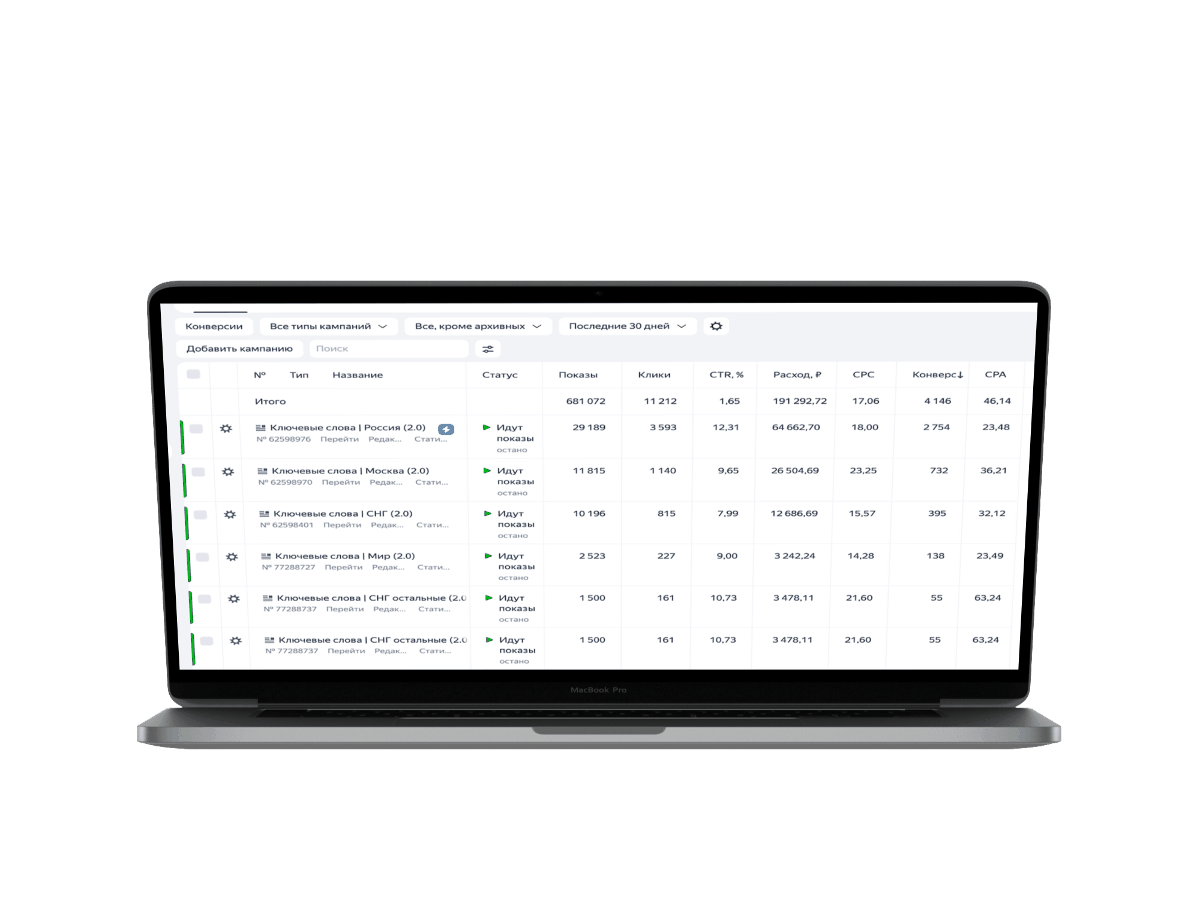 Конверсии Все типы кампаний Все, кроме архивных Последние 30 дней
Добавить кампанию Поиск
№ Тип Название Статус Показы Клики CTR, % Расход, ₽ CPC Конверс↓ CPA
Итого 681 072 11 212 1,65 191 292,72 17,06 4 146 46,14
Ключевые слова | Россия (2.0) Идут 29 189 3 593 12,31 64 662,70 18,00 2 754 23,48
№ 62598976 Перейти Редак... Стати... показы
остано
Ключевые слова | Москва (2.0) Идут 11 815 1 140 9,65 26 504,69 23,25 732 36,21
№ 62598970 Перейти Редак... Стати... показы
остано
Ключевые слова | СНГ (2.0) Идут 10 196 815 7,99 12 686,69 15,57 395 32,12
№ 62598401 Перейти Редак... Стати... показы
остано
Ключевые слова | Мир (2.0) Идут 2 523 227 9,00 3 242,24 14,28 138 23,49
№ 77288727 Перейти Редак... Стати... показы
остано
Ключевые слова | СНГ остальные (2.0 Идут 1 500 161 10,73 3 478,11 21,60 55 63,24
№ 77288737 Перейти Редак... Стати... показы
остано
Ключевые слова | СНГ остальные (2.0 Идут 1 500 161 10,73 3 478,11 21,60 55 63,24
№ 77288737 Перейти Редак... Стати... показы
остано
MacBook Pro